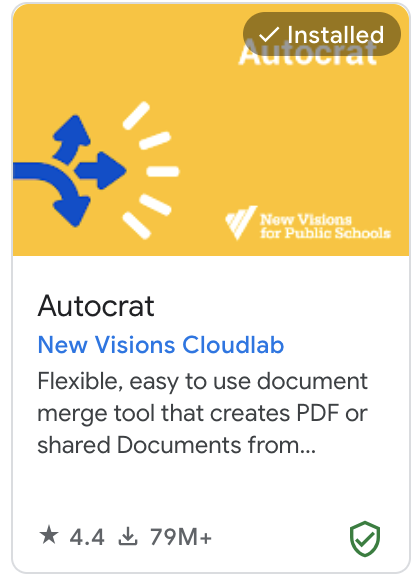 Installed
Autocrat
New Visions
for Public Schools
Autocrat
New Visions Cloudlab
Flexible, easy to use document
merge tool that creates PDF or
shared Documents from...
4.4 79M+